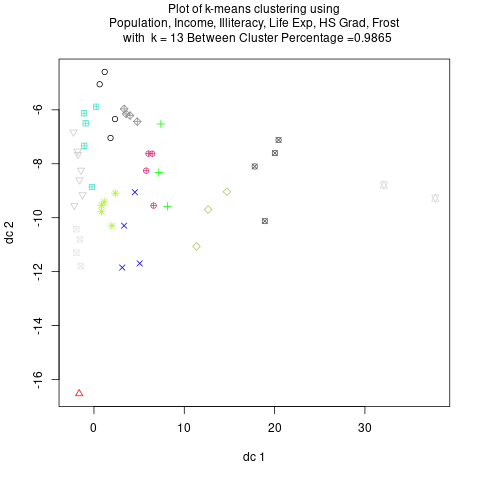 Plot of k-means clustering using
Population, Income, Illiteracy, Life Exp, HS Grad, Frost
with k = 13 Between Cluster Percentage =0.9865
dc 2
-6
-8
-10
-12
-14
-16
0 10 20 30
dc 1